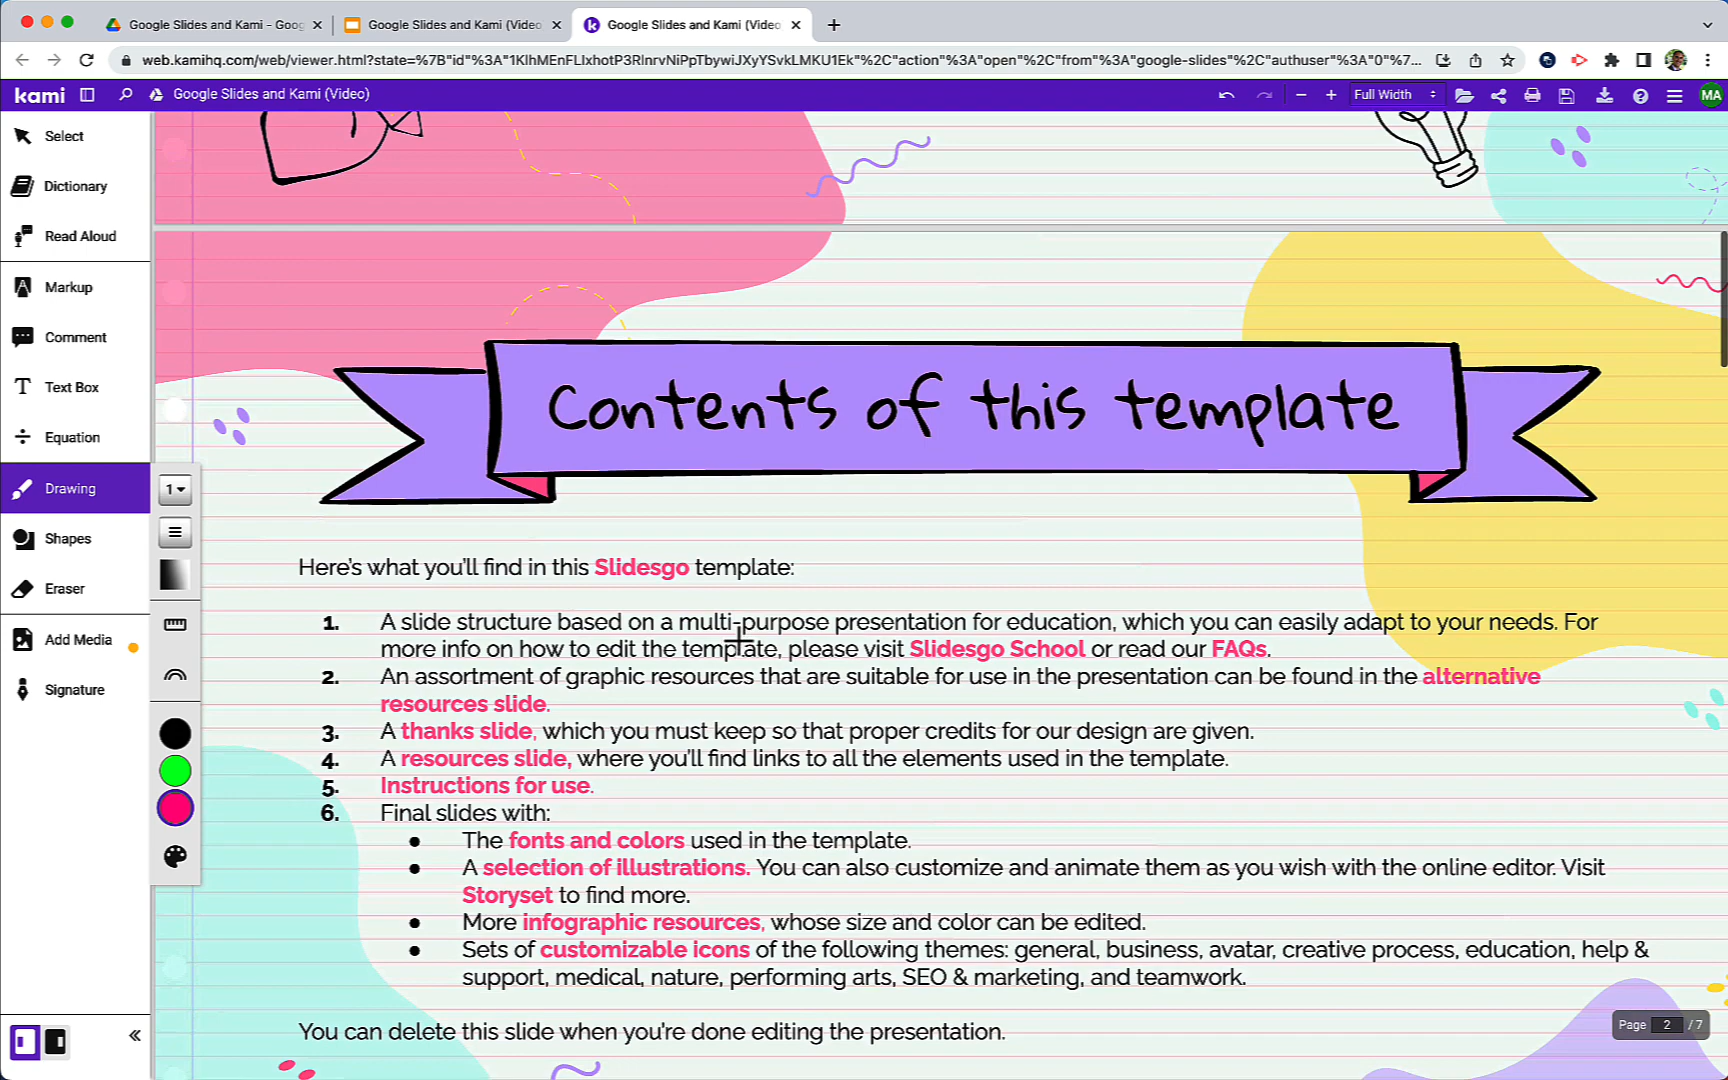 Google Slides and Kami - Goog
Google Slides and Kami (Video)
Google Slides and Kami (Video)
web.kamihq.com/web/viewer.html?state=%7B"id"%3A"1KlhMEnFLIxhotP3RlnrvNiPpTbywiJXyYSvkLMKU1Ek"%2C"action"%3A"open"%2C"from"%3A"google-slides"%2C"authuser"%3A"0"%7...
kami
Google Slides and Kami (Video)
Full Width
MA
Select
Dictionary
Read Aloud
Markup
Comment
Text Box
Equation
Drawing
Shapes
Eraser
Add Media
Signature
1
Contents of this template
Here's what you'll find in this Slidesgo template:
1. A slide structure based on a multi-purpose presentation for education, which you can easily adapt to your needs. For
more info on how to edit the template, please visit Slidesgo School or read our FAQs.
2. An assortment of graphic resources that are suitable for use in the presentation can be found in the alternative
resources slide.
3. A thanks slide, which you must keep so that proper credits for our design are given.
4. A resources slide, where you'll find links to all the elements used in the template.
5. Instructions for use.
6. Final slides with:
● The fonts and colors used in the template.
● A selection of illustrations. You can also customize and animate them as you wish with the online editor. Visit
Storyset to find more.
● More infographic resources, whose size and color can be edited.
● Sets of customizable icons of the following themes: general, business, avatar, creative process, education, help &
support, medical, nature, performing arts, SEO & marketing, and teamwork.
You can delete this slide when you're done editing the presentation.
Page 2 / 7